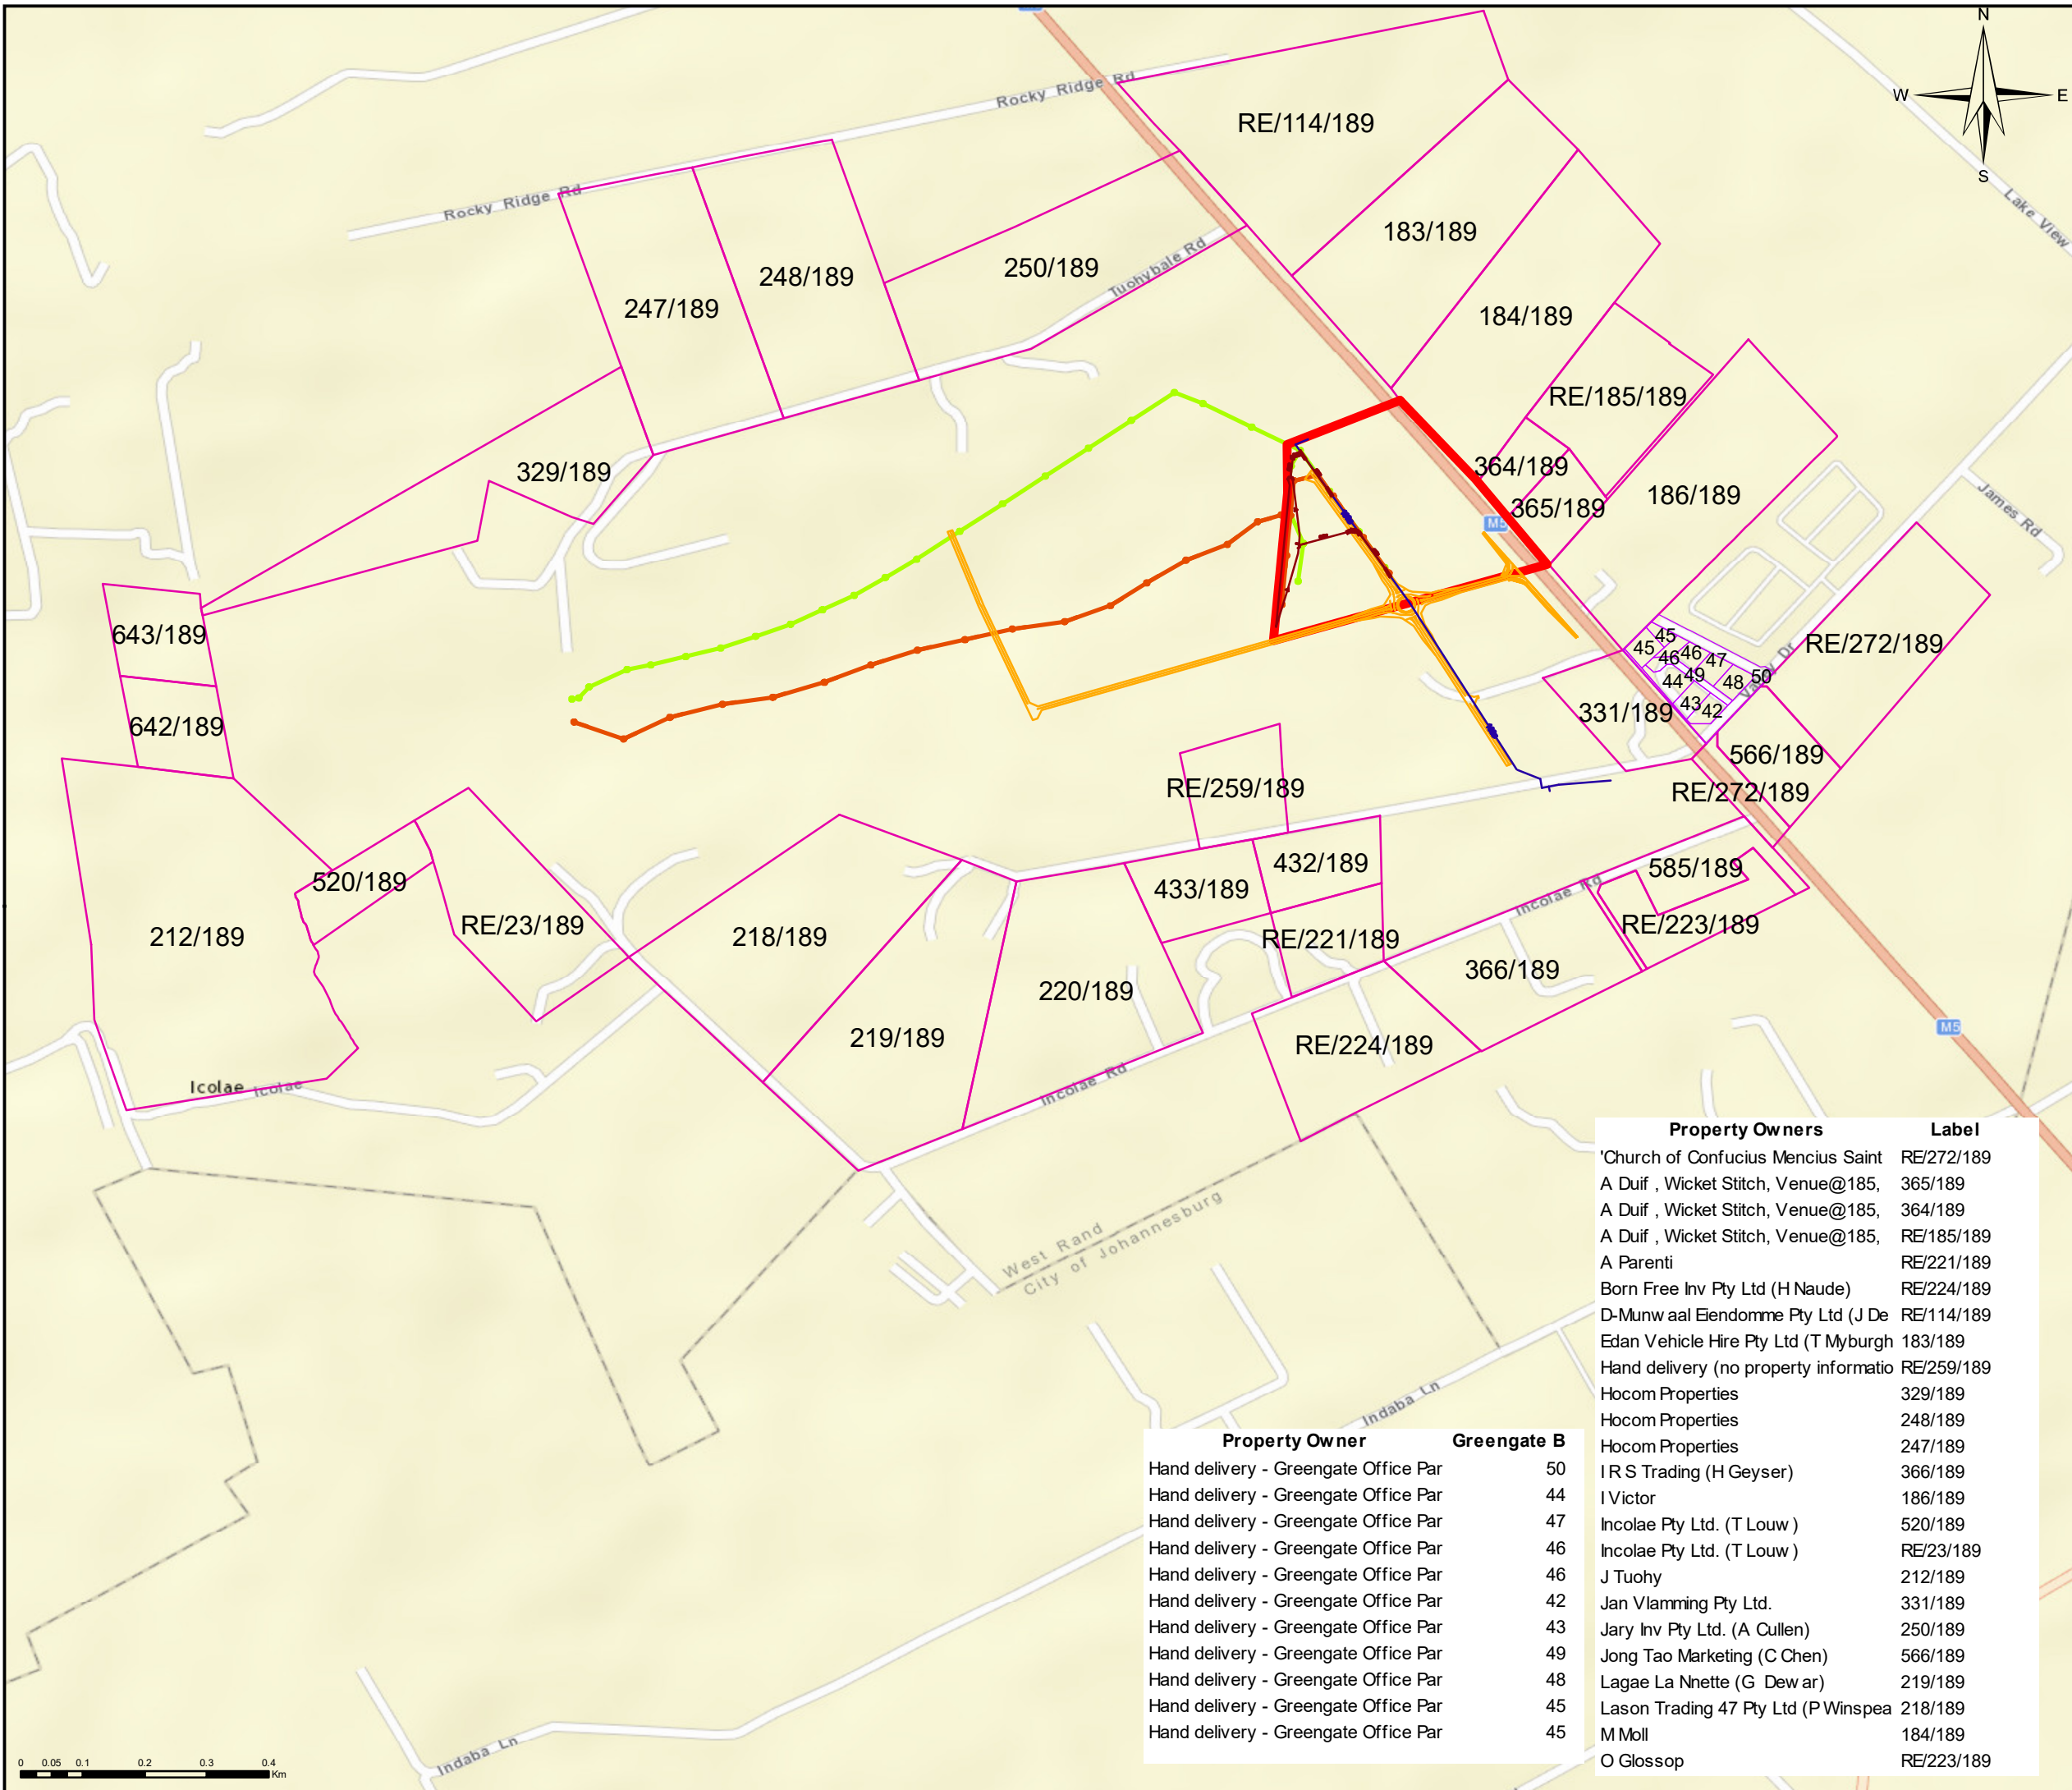 N
W E
S
Rocky Ridge Rd
Rocky Ridge Rd
Tuohybale Rd
Lake View
James Rd
M5
M5
RE/114/189
183/189
250/189
248/189
247/189
184/189
RE/185/189
329/189
364/189
365/189
186/189
643/189
642/189
RE/272/189
45
45
46
46
47
50
49
44
48
43
42
331/189
566/189
RE/272/189
RE/259/189
432/189
433/189
585/189
520/189
212/189
RE/23/189
218/189
RE/221/189
RE/223/189
Incolae Rd
366/189
220/189
219/189
RE/224/189
Incolae Rd
Icolae
Icolae
West Rand
City of Johannesburg
Indaba Ln
Indaba Ln
Property Owners Label
'Church of Confucius Mencius Saint RE/272/189
A Duif , Wicket Stitch, Venue@185, 365/189
A Duif , Wicket Stitch, Venue@185, 364/189
A Duif , Wicket Stitch, Venue@185, RE/185/189
A Parenti RE/221/189
Born Free Inv Pty Ltd (H Naude) RE/224/189
D-Munwaal Eiendomme Pty Ltd (J De RE/114/189
Edan Vehicle Hire Pty Ltd (T Myburgh 183/189
Hand delivery (no property informatio RE/259/189
Hocom Properties 329/189
Hocom Properties 248/189
Hocom Properties 247/189
I R S Trading (H Geyser) 366/189
I Victor 186/189
Incolae Pty Ltd. (T Louw) 520/189
Incolae Pty Ltd. (T Louw) RE/23/189
J Tuohy 212/189
Jan Vlamming Pty Ltd. 331/189
Jary Inv Pty Ltd. (A Cullen) 250/189
Jong Tao Marketing (C Chen) 566/189
Lagae La Nnette (G Dewar) 219/189
Lason Trading 47 Pty Ltd (P Winspea 218/189
M Moll 184/189
O Glossop RE/223/189
Property Owner Greengate B
Hand delivery - Greengate Office Par 50
Hand delivery - Greengate Office Par 44
Hand delivery - Greengate Office Par 47
Hand delivery - Greengate Office Par 46
Hand delivery - Greengate Office Par 46
Hand delivery - Greengate Office Par 42
Hand delivery - Greengate Office Par 43
Hand delivery - Greengate Office Par 49
Hand delivery - Greengate Office Par 48
Hand delivery - Greengate Office Par 45
Hand delivery - Greengate Office Par 45
0 0.05 0.1 0.2 0.3 0.4
Km